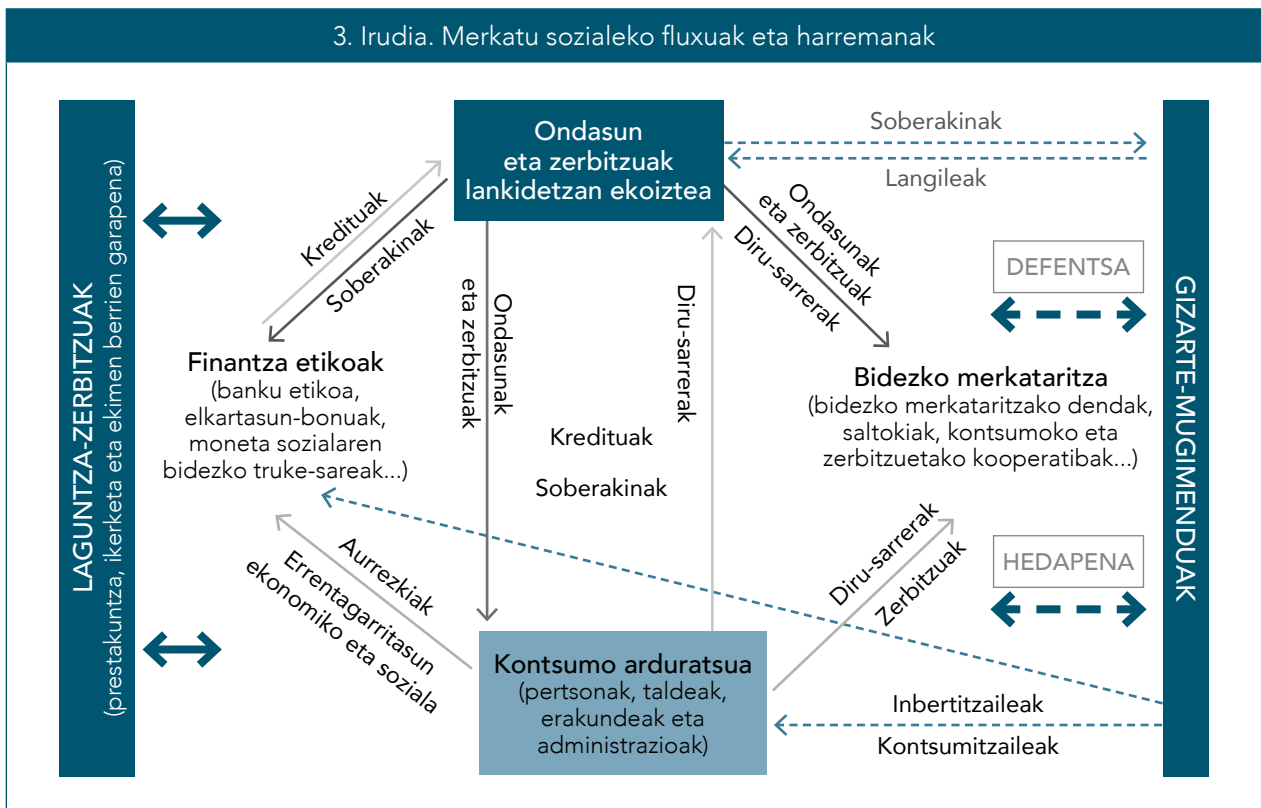 3. Irudia. Merkatu sozialeko fluxuak eta harremanak
LAGUNTZA-ZERBITZUAK
(prestakuntza, ikerketa eta ekimen berrien garapena)
Ondasun
eta zerbitzuak
lankidetzan ekoiztea
Soberakinak
Langileak
Kredituak
Soberakinak
Ondasunak
eta zerbitzuak
Diru-sarrerak
Ondasunak
eta zerbitzuak
Diru-sarrerak
DEFENTSA
GIZARTE-MUGIMENDUAK
Finantza etikoak
(banku etikoa,
elkartasun-bonuak,
moneta sozialaren
bidezko truke-sareak...)
Bidezko merkataritza
(bidezko merkataritzako dendak,
saltokiak, kontsumoko eta
zerbitzuetako kooperatibak...)
Kredituak
Soberakinak
Aurrezkiak
Errentagarritasun
ekonomiko eta soziala
Diru-sarrerak
Zerbitzuak
HEDAPENA
Kontsumo arduratsua
(pertsonak, taldeak,
erakundeak eta
administrazioak)
Inbertitzaileak
Kontsumitzaileak